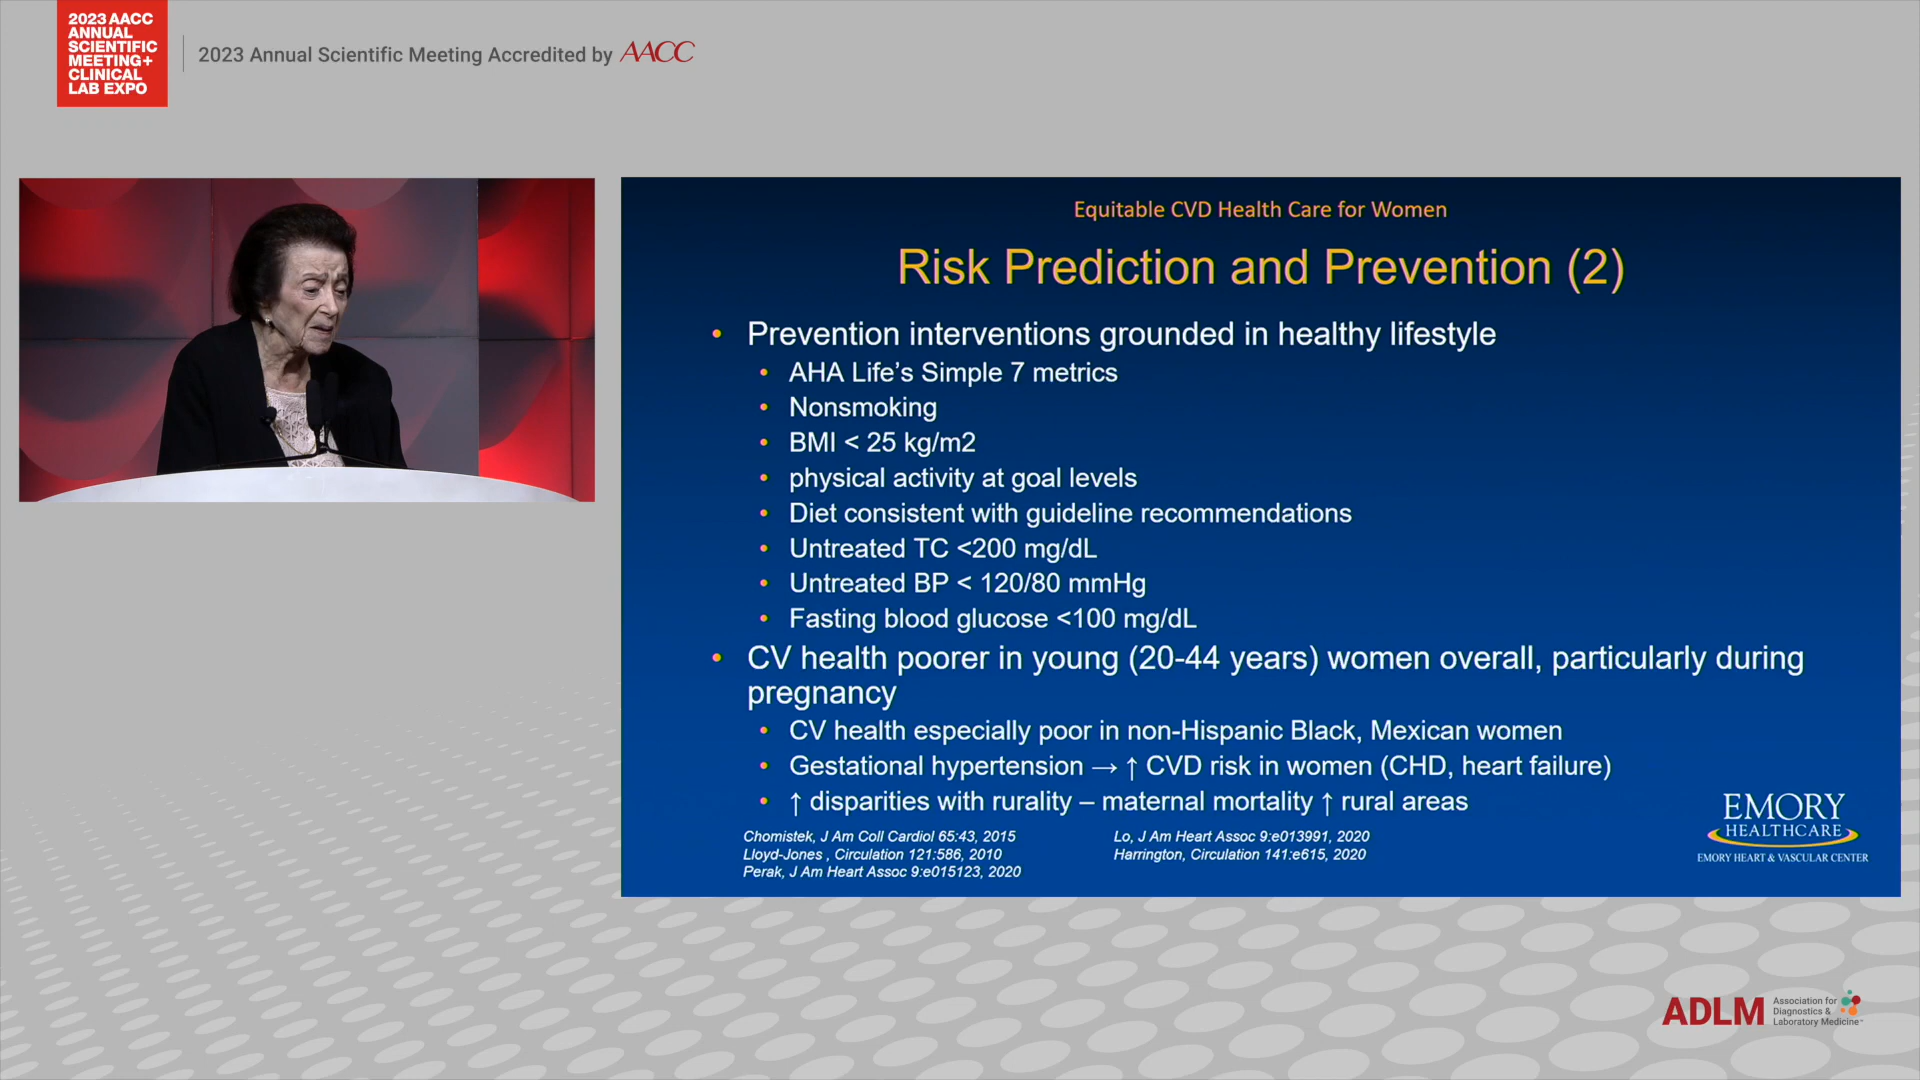 2023 AACC
ANNUAL
SCIENTIFIC
MEETING+
CLINICAL
LAB EXPO
2023 Annual Scientific Meeting Accredited by AACC
Equitable CVD Health Care for Women
Risk Prediction and Prevention (2)
• Prevention interventions grounded in healthy lifestyle
• AHA Life's Simple 7 metrics
• Nonsmoking
• BMI < 25 kg/m2
• physical activity at goal levels
• Diet consistent with guideline recommendations
• Untreated TC <200 mg/dL
• Untreated BP < 120/80 mmHg
• Fasting blood glucose <100 mg/dL
• CV health poorer in young (20-44 years) women overall, particularly during
pregnancy
• CV health especially poor in non-Hispanic Black, Mexican women
• Gestational hypertension → ↑ CVD risk in women (CHD, heart failure)
• ↑ disparities with rurality – maternal mortality ↑ rural areas
Chomistek, J Am Coll Cardiol 65:43, 2015
Lloyd-Jones , Circulation 121:586, 2010
Perak, J Am Heart Assoc 9:e015123, 2020
Lo, J Am Heart Assoc 9:e013991, 2020
Harrington, Circulation 141:e615, 2020
EMORY
HEALTHCARE
EMORY HEART & VASCULAR CENTER
ADLM
Association for
Diagnostics &
Laboratory Medicine